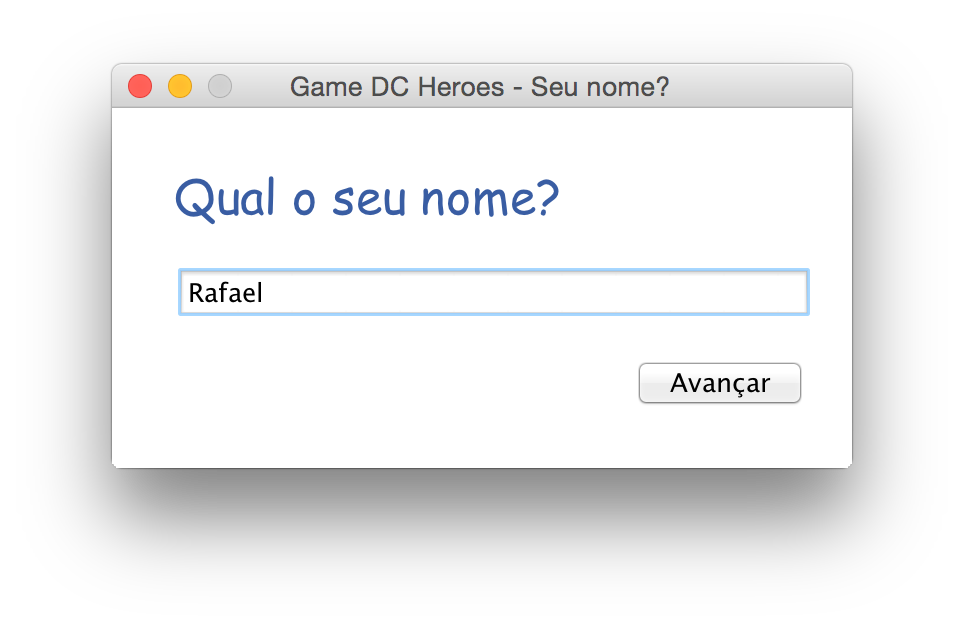 Game DC Heroes - Seu nome?
Qual o seu nome?
Rafael
Avançar